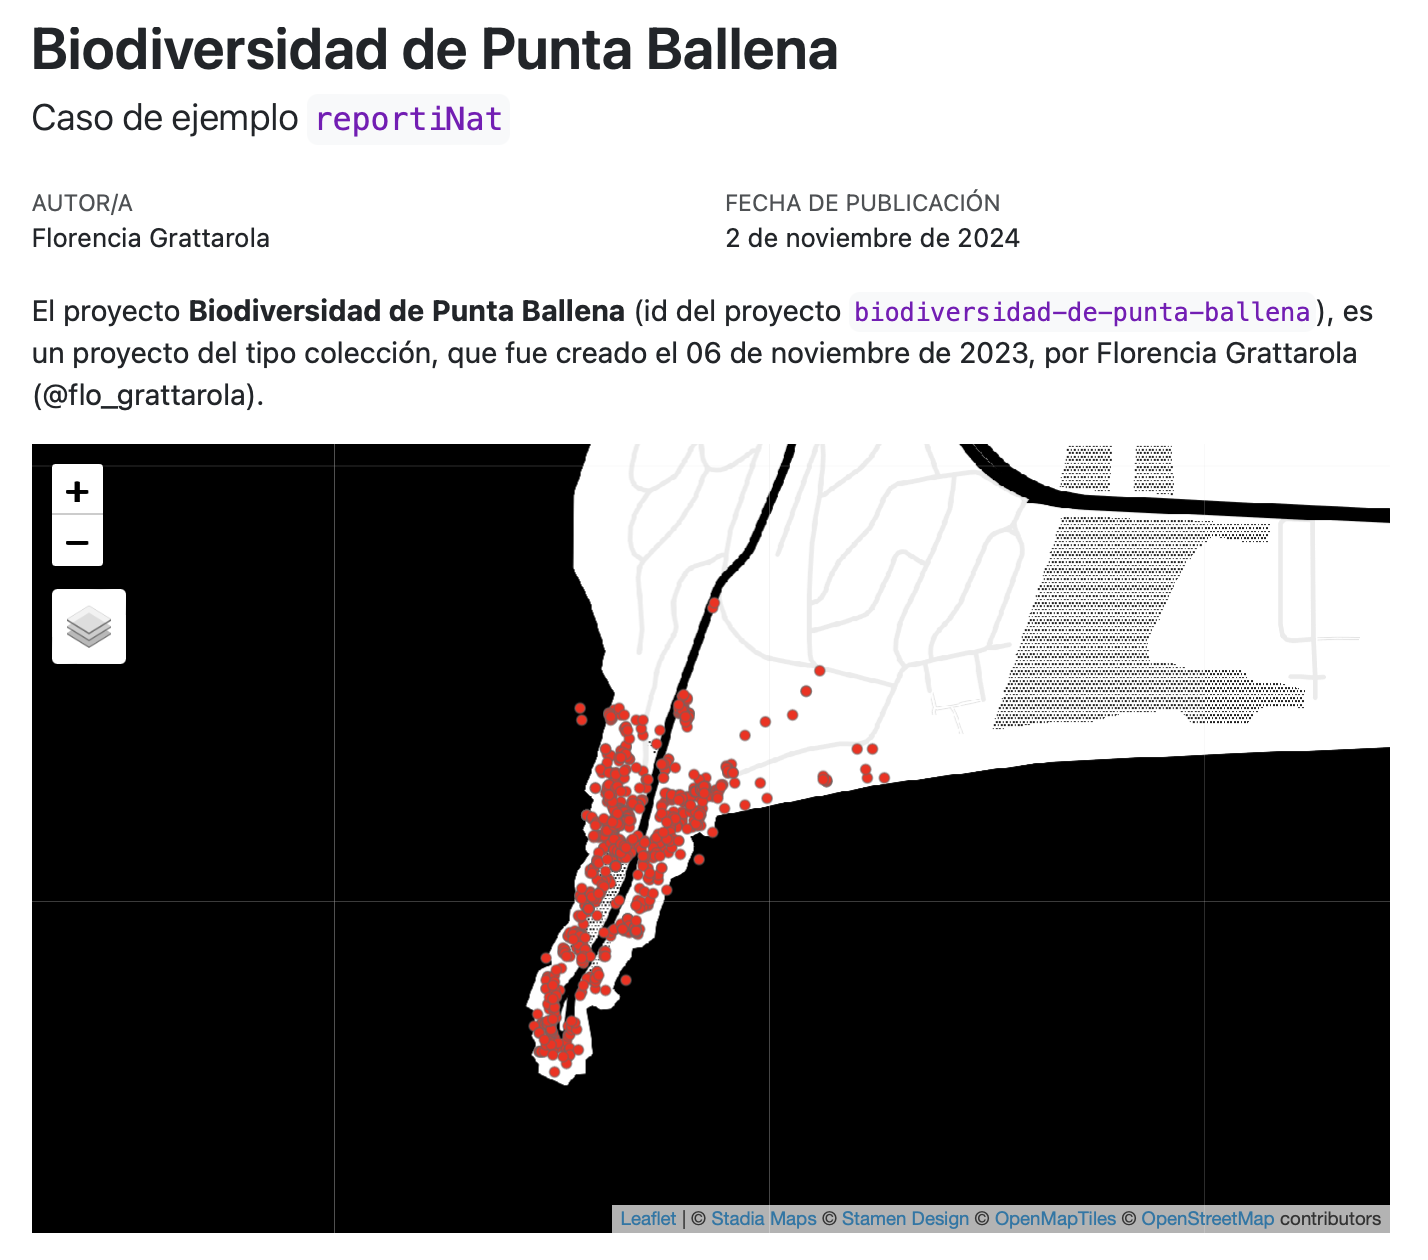 Biodiversidad de Punta Ballena
Caso de ejemplo reportiNat
AUTOR/A
Florencia Grattarola
FECHA DE PUBLICACIÓN
2 de noviembre de 2024
El proyecto Biodiversidad de Punta Ballena (id del proyecto biodiversidad-de-punta-ballena), es
un proyecto del tipo colección, que fue creado el 06 de noviembre de 2023, por Florencia Grattarola
(@flo_grattarola).
+
−
Leaflet | © Stadia Maps © Stamen Design © OpenMapTiles © OpenStreetMap contributors